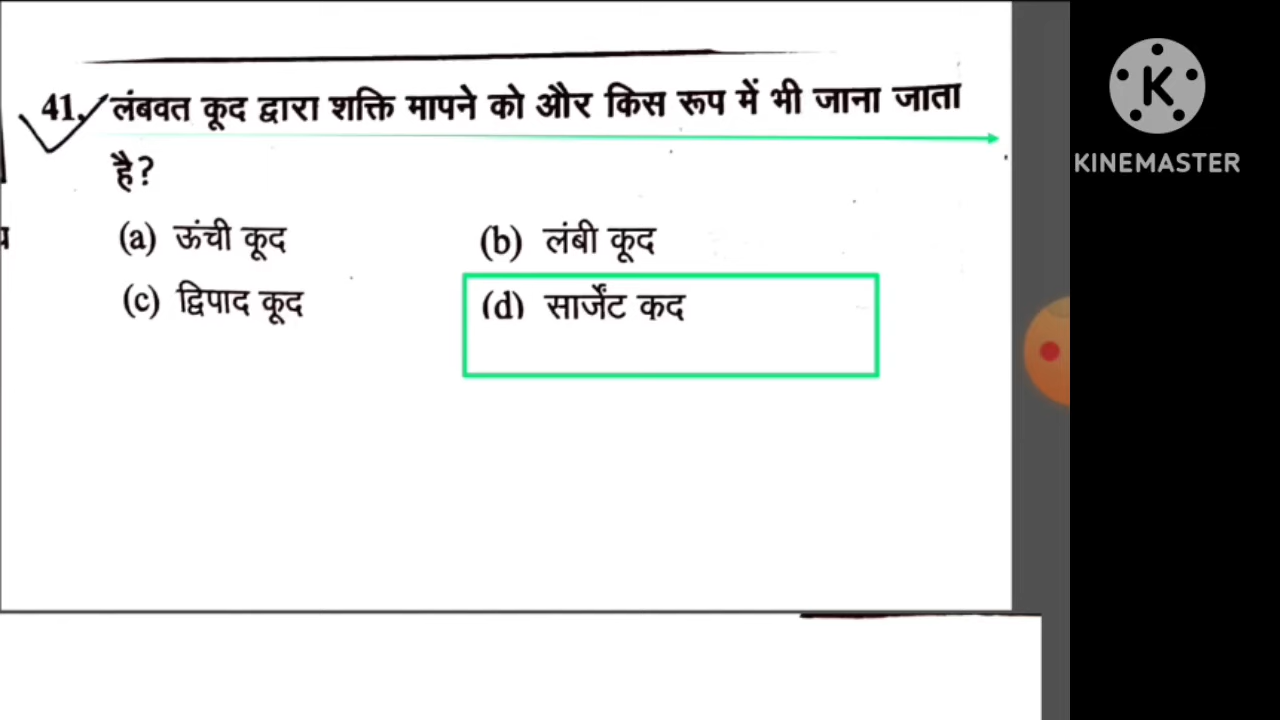 41. लंबवत कूद द्वारा शक्ति मापने को और किस रूप में भी जाना जाता
है?
(a) ऊंची कूद (b) लंबी कूद
(c) द्विपाद कूद (d) सार्जेंट कद
K
KINEMASTER